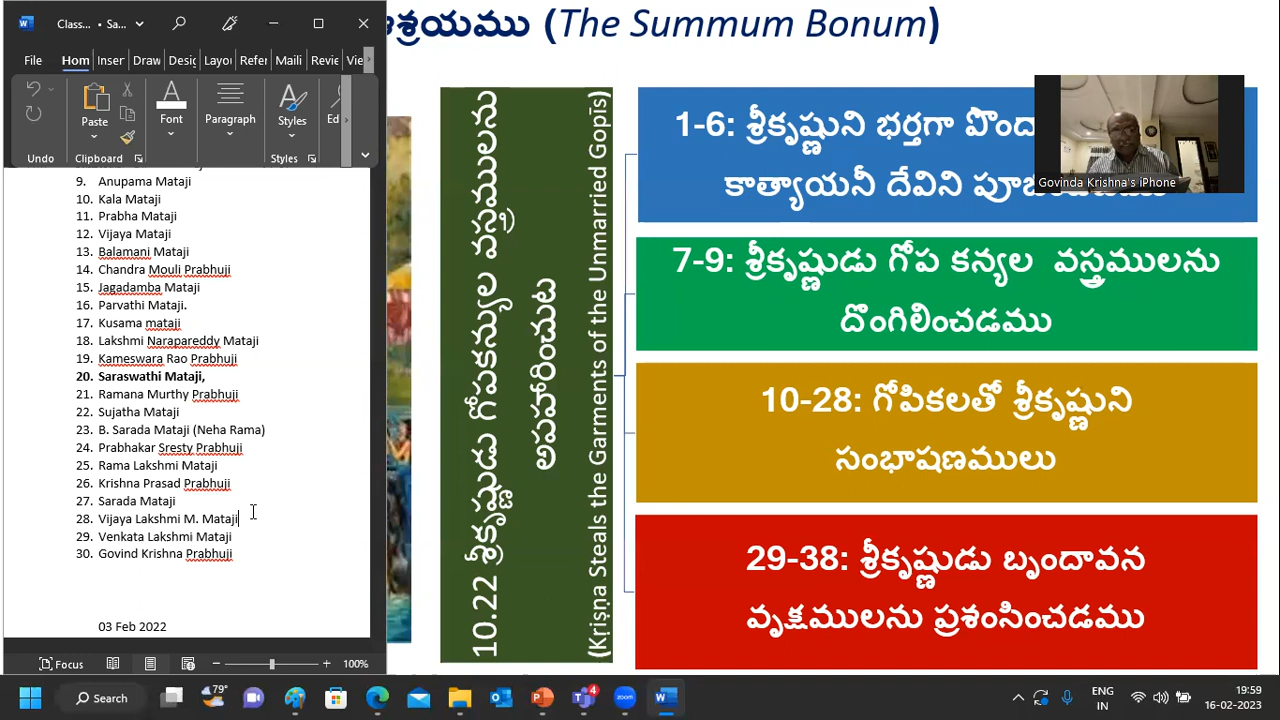 Class... • Sa...
File Hom Inser Draw Desig Layou Refer Maili Revie Vie
Paste
Font
Paragraph
Styles
Ed
Undo
Clipboard
Styles
9. Anupama Mataji
10. Kala Mataji
11. Prabha Mataji
12. Vijaya Mataji
13. Balamani Mataji
14. Chandra Mouli Prabhuji
15. Jagadamba Mataji
16. Parvathi Mataji.
17. Kusama mataji
18. Lakshmi Narapareddy Mataji
19. Kameswara Rao Prabhuji
20. Saraswathi Mataji,
21. Ramana Murthy Prabhuji
22. Sujatha Mataji
23. B. Sarada Mataji (Neha Rama)
24. Prabhakar Sresty Prabhuji
25. Rama Lakshmi Mataji
26. Krishna Prasad Prabhuji
27. Sarada Mataji
28. Vijaya Lakshmi M. Mataji
29. Venkata Lakshmi Mataji
30. Govind Krishna Prabhuji
03 Feb 2022
Focus
100%
(The Summum Bonum)
10.22 శ్రీకృష్ణుడు గోపకన్యల వస్త్రములను
అపహరించుట
(Kṛiṣṇa Steals the Garments of the Unmarried Gopīs)
1-6: శ్రీకృష్ణుని భర్తగా
కాత్యాయనీ దేవిని
Govinda Krishna's iPhone
7-9: శ్రీకృష్ణుడు గోప కన్యల వస్త్రములను
దొంగిలించడము
10-28: గోపికలతో శ్రీకృష్ణుని
సంభాషణములు
29-38: శ్రీకృష్ణుడు బృందావన
వృక్షములను ప్రశంసించడము
79°
Search
4
zoom
ENG
IN
19:59
16-02-2023